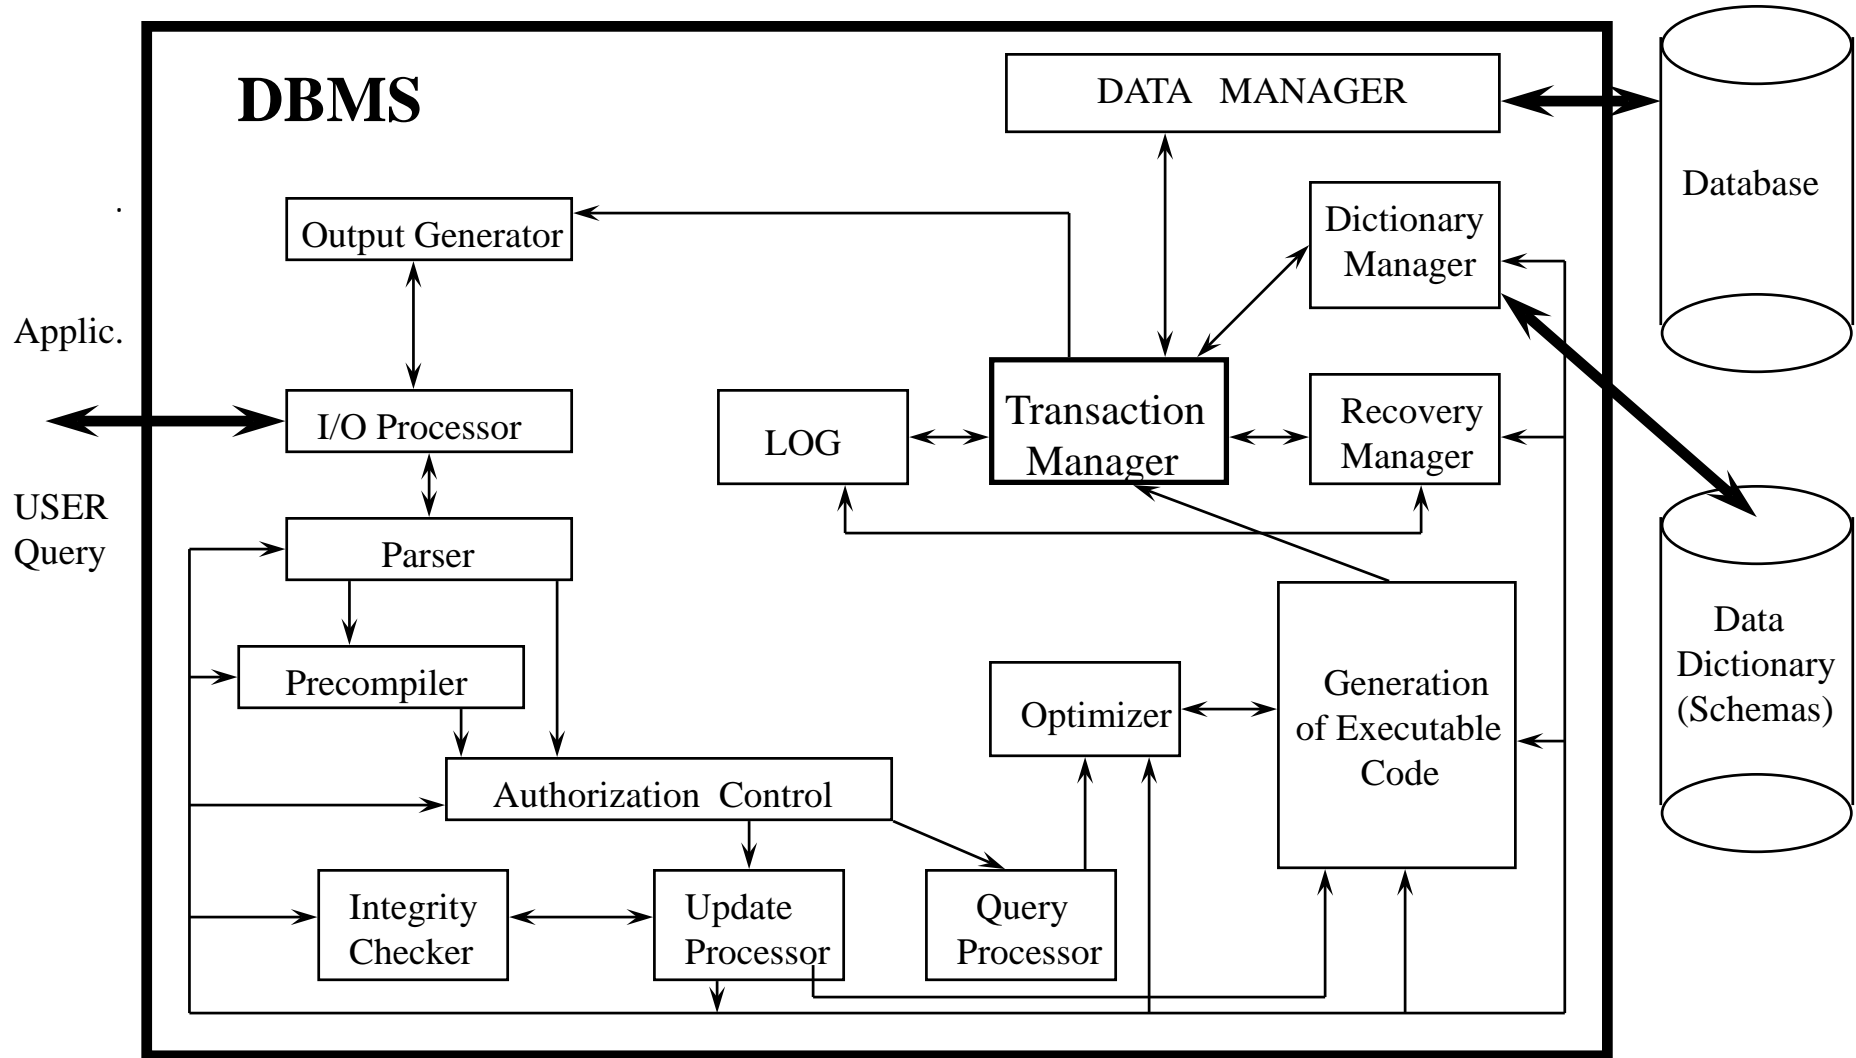 DBMS
DATA MANAGER
Database
Output Generator
Dictionary
Manager
.
Applic.
I/O Processor
LOG
Transaction
Manager
Recovery
Manager
USER
Query
Parser
Precompiler
Optimizer
Generation
of Executable
Code
Data
Dictionary
(Schemas)
Authorization Control
Integrity
Checker
Update
Processor
Query
Processor